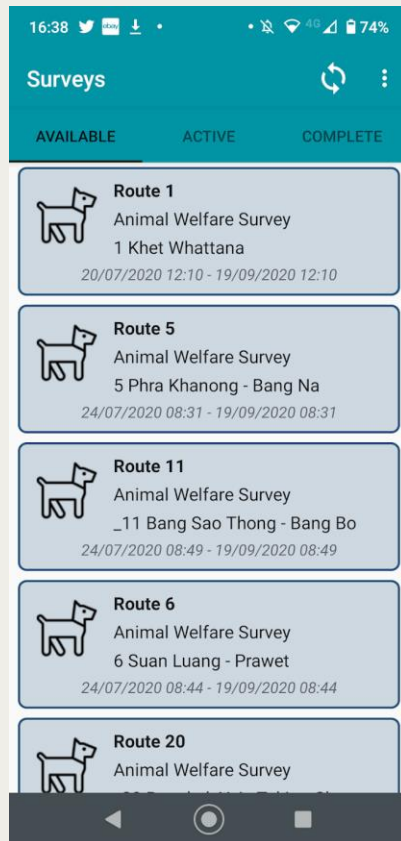 16:38 ebay 4G 74%
Surveys
AVAILABLE ACTIVE COMPLETE
Route 1
Animal Welfare Survey
1 Khet Whattana
20/07/2020 12:10 - 19/09/2020 12:10
Route 5
Animal Welfare Survey
5 Phra Khanong - Bang Na
24/07/2020 08:31 - 19/09/2020 08:31
Route 11
Animal Welfare Survey
_11 Bang Sao Thong - Bang Bo
24/07/2020 08:49 - 19/09/2020 08:49
Route 6
Animal Welfare Survey
6 Suan Luang - Prawet
24/07/2020 08:44 - 19/09/2020 08:44
Route 20
Animal Welfare Survey